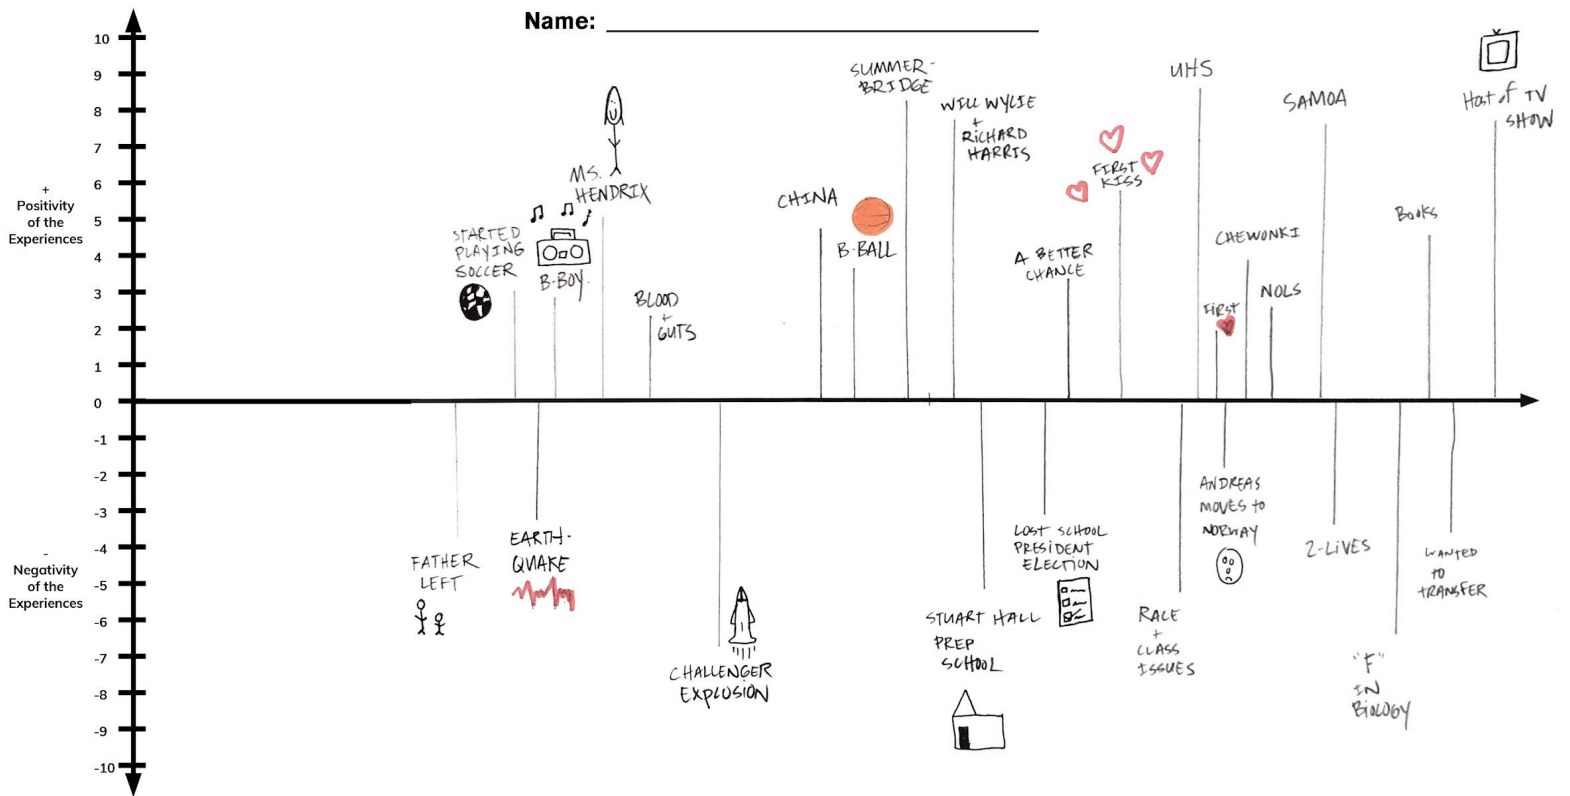 Name:
10
9
8
7
6
5
4
3
2
1
0
-1
-2
-3
-4
-5
-6
-7
-8
-9
-10
+
Positivity
of the
Experiences
-
Negativity
of the
Experiences
FATHER
LEFT
STARTED
PLAYING
SOCCER
EARTH-
QUAKE
B-BOY.
MS.
HENDRIX
BLOOD
+
GUTS
CHALLENGER
EXPLOSION
CHINA
B-BALL
SUMMER-
BRIDGE
WILL WYLIE
+
RICHARD
HARRIS
STUART HALL
PREP
SCHOOL
LOST SCHOOL
PRESIDENT
ELECTION
A BETTER
CHANCE
FIRST
KISS
RACE
+
CLASS
ISSUES
UHS
FIRST
ANDREAS
MOVES to
NORWAY
CHEWONKI
NOLS
SAMOA
2-LIVES
"F"
IN
BIOLOGY
BOOKS
WANTED
to
TRANSFER
Host of TV
SHOW